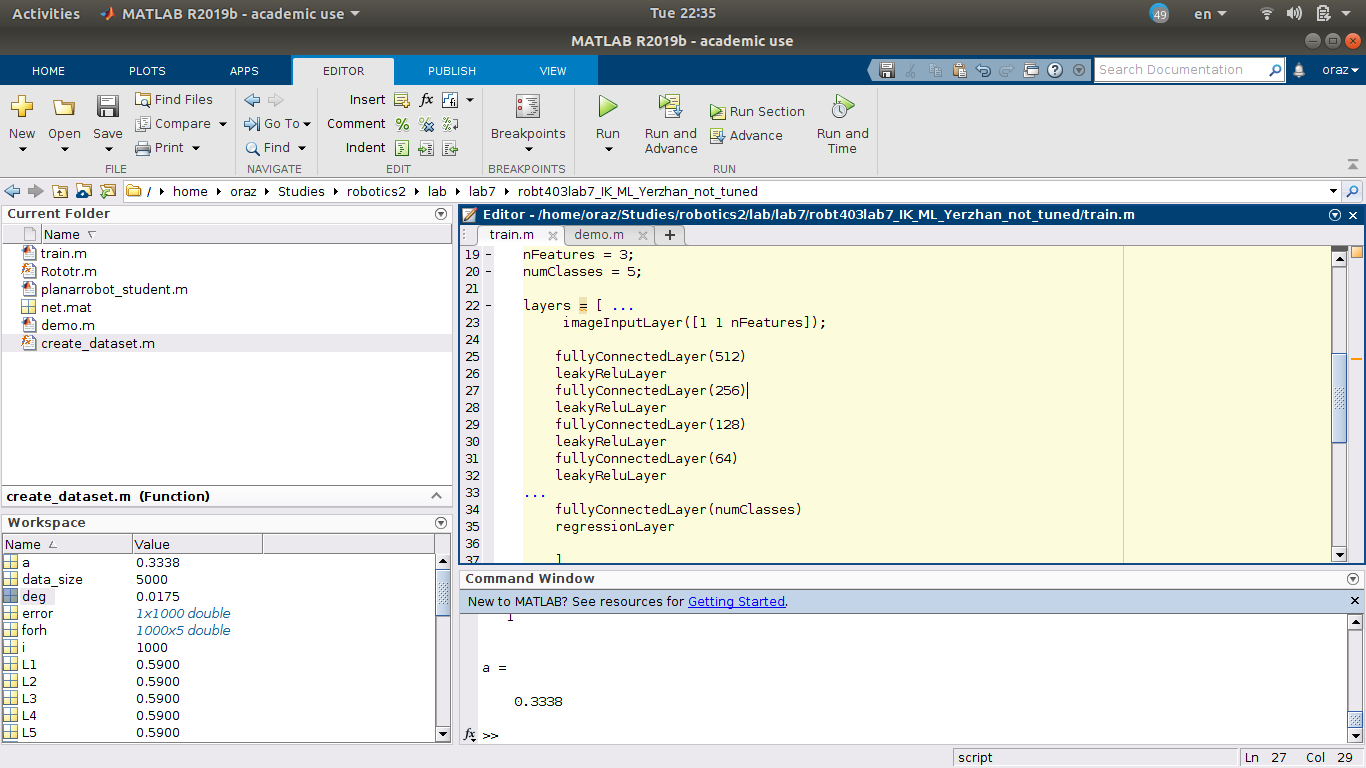 Activities MATLAB R2019b - academic use Tue 22:35 49 en
MATLAB R2019b - academic use
HOME PLOTS APPS EDITOR PUBLISH VIEW Search Documentation oraz
New Open Save Find Files Compare Print
FILE
Go To Find
NAVIGATE
Insert fx
Comment
Indent
EDIT
Breakpoints
BREAKPOINTS
Run Run and Advance Run Section Advance Run and Time
RUN
/ home oraz Studies robotics2 lab lab7 robt403lab7_IK_ML_Yerzhan_not_tuned
Current Folder
Name
train.m
Rototr.m
planarrobot_student.m
net.mat
demo.m
create_dataset.m
create_dataset.m (Function)
Workspace
Name Value
a 0.3338
data_size 5000
deg 0.0175
error 1x1000 double
forh 1000x5 double
i 1000
L1 0.5900
L2 0.5900
L3 0.5900
L4 0.5900
L5 0.5900
Editor - /home/oraz/Studies/robotics2/lab/lab7/robt403lab7_IK_ML_Yerzhan_not_tuned/train.m
train.m demo.m
19 - nFeatures = 3;
20 - numClasses = 5;
21
22 - layers = [ ...
23 imageInputLayer([1 1 nFeatures]);
24
25 fullyConnectedLayer(512)
26 leakyReluLayer
27 fullyConnectedLayer(256)
28 leakyReluLayer
29 fullyConnectedLayer(128)
30 leakyReluLayer
31 fullyConnectedLayer(64)
32 leakyReluLayer
33 ...
34 fullyConnectedLayer(numClasses)
35 regressionLayer
36
37 ]
Command Window
New to MATLAB? See resources for Getting Started.
1
a =
0.3338
fx >>
script Ln 27 Col 29